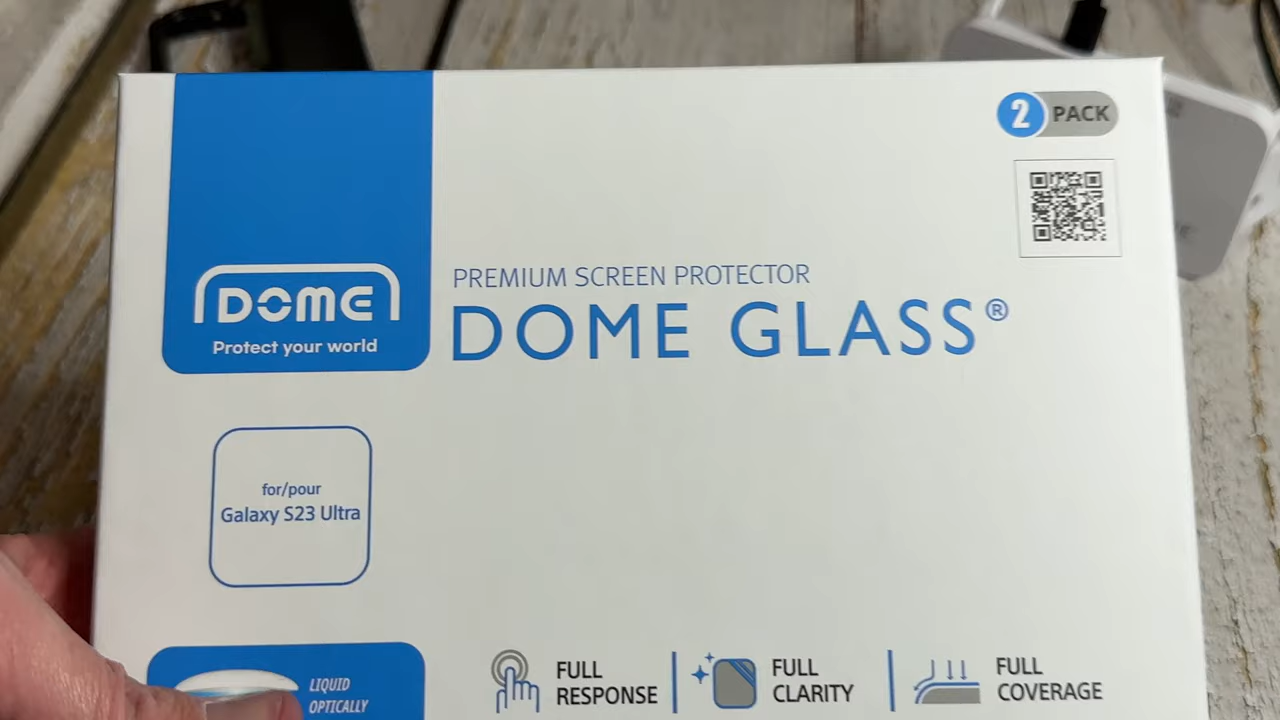 2 PACK
DOME
Protect your world
PREMIUM SCREEN PROTECTOR
DOME GLASS®
for/pour
Galaxy S23 Ultra
LIQUID
OPTICALLY
FULL
RESPONSE
FULL
CLARITY
FULL
COVERAGE